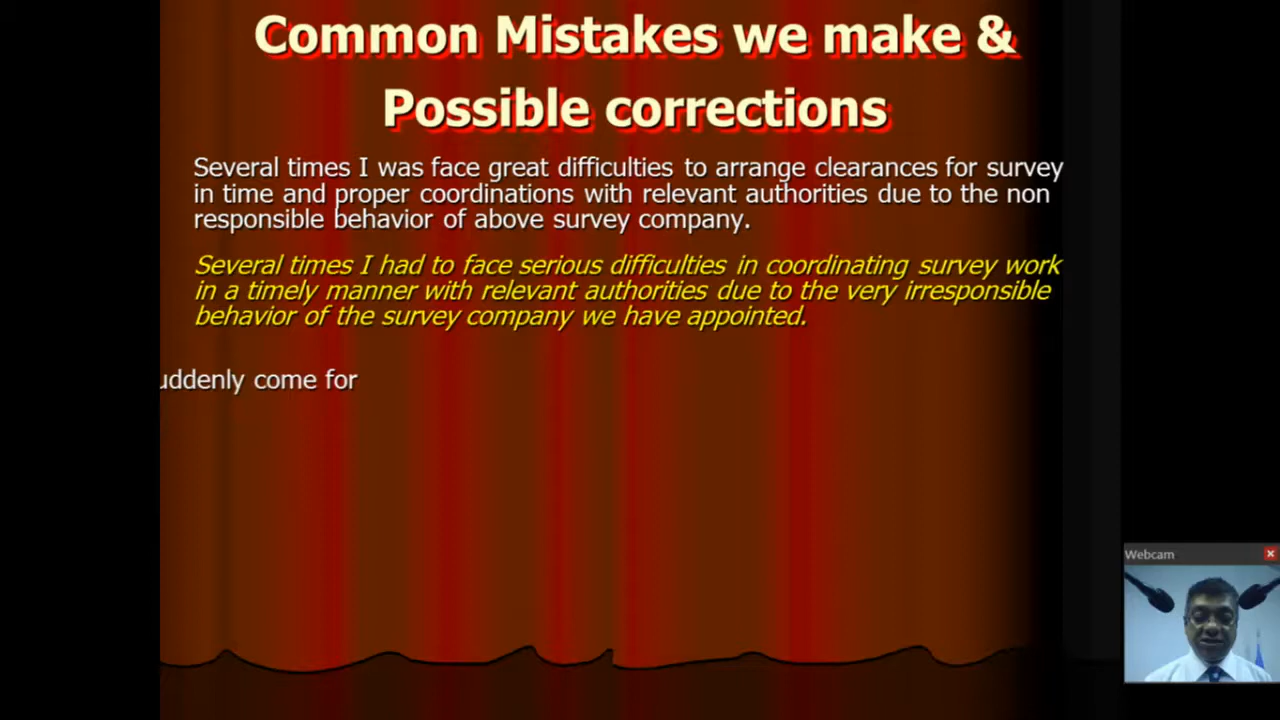 Common Mistakes we make &
Possible corrections
Several times I was face great difficulties to arrange clearances for survey
in time and proper coordinations with relevant authorities due to the non
responsible behavior of above survey company.
Several times I had to face serious difficulties in coordinating survey work
in a timely manner with relevant authorities due to the very irresponsible
behavior of the survey company we have appointed.
come for
Webcam